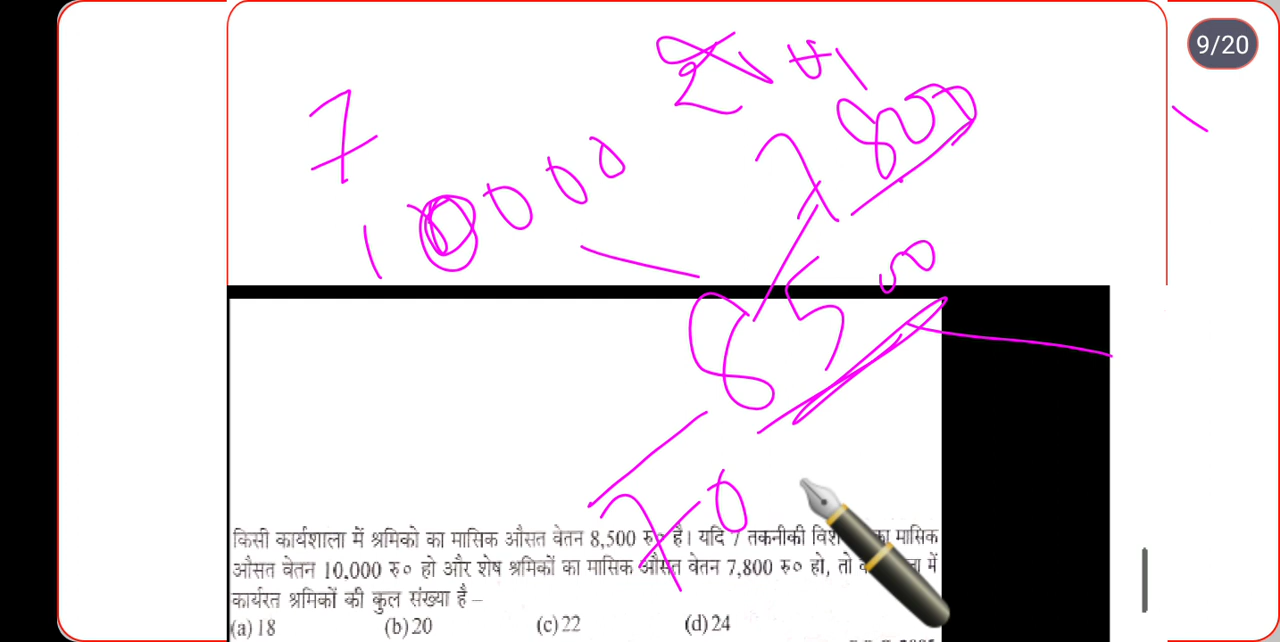 9/20
7
10000
7800
8500
70
किसी कार्यशाला में श्रमिको का मासिक औसत वेतन 8,500 रु० है। यदि 7 तकनीकी का मासिक
औसत वेतन 10,000 रु० हो और शेष श्रमिकों का मासिक औसत वेतन 7,800 रु० हो, तो में
कार्यरत श्रमिकों की कुल संख्या है –
(a) 18 (b) 20 (c) 22 (d) 24